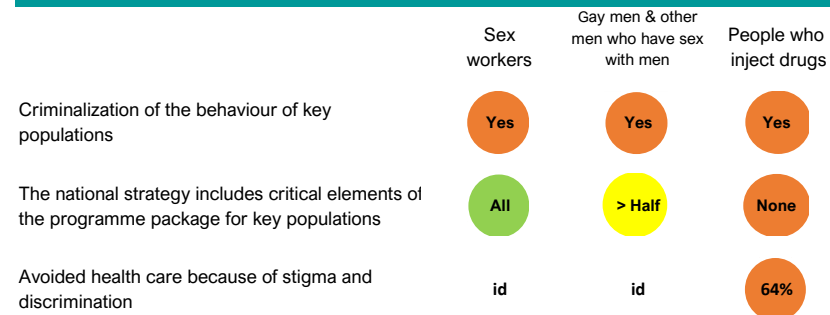 Sex
workers
Gay men & other
men who have sex
with men
People who
inject drugs
Criminalization of the behaviour of key
populations
Yes
Yes
Yes
The national strategy includes critical elements of
the programme package for key populations
All
> Half
None
Avoided health care because of stigma and
discrimination
id
id
64%